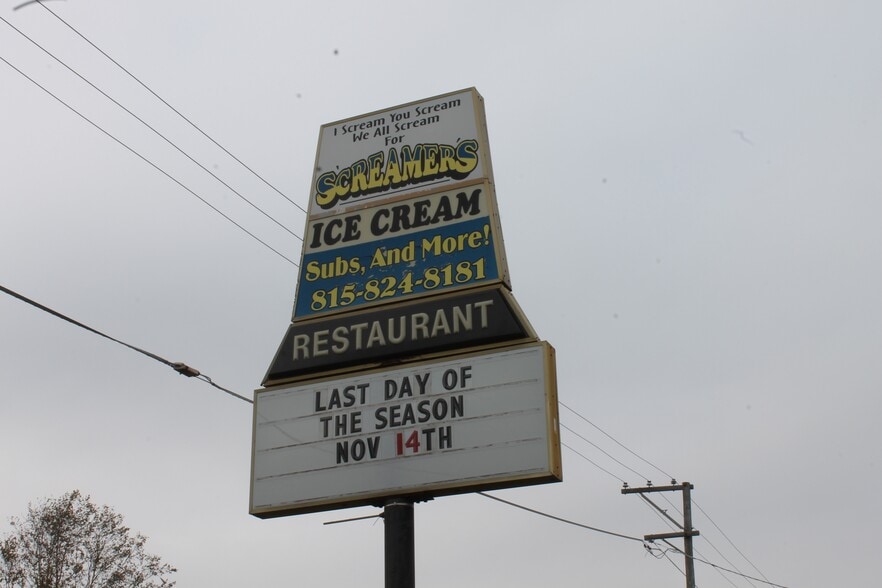 I Scream You Scream
We All Scream
For
SCREAMER'S
ICE CREAM
Subs, And More!
815-824-8181
RESTAURANT
LAST DAY OF
THE SEASON
NOV 14TH